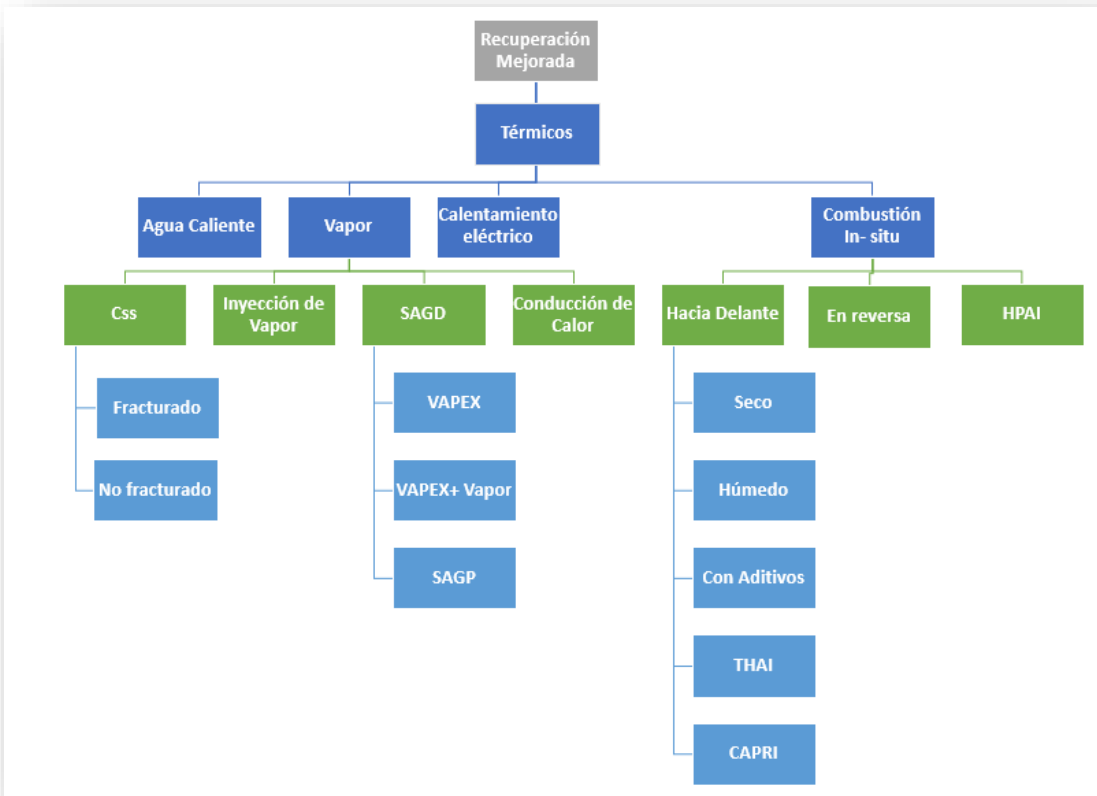 Recuperación
Mejorada
Térmicos
Agua Caliente
Vapor
Calentamiento
eléctrico
Combustión
In- situ
Css
Inyección de
Vapor
SAGD
Conducción de
Calor
Hacia Delante
En reversa
HPAI
Fracturado
No fracturado
VAPEX
VAPEX+ Vapor
SAGP
Seco
Húmedo
Con Aditivos
THAI
CAPRI